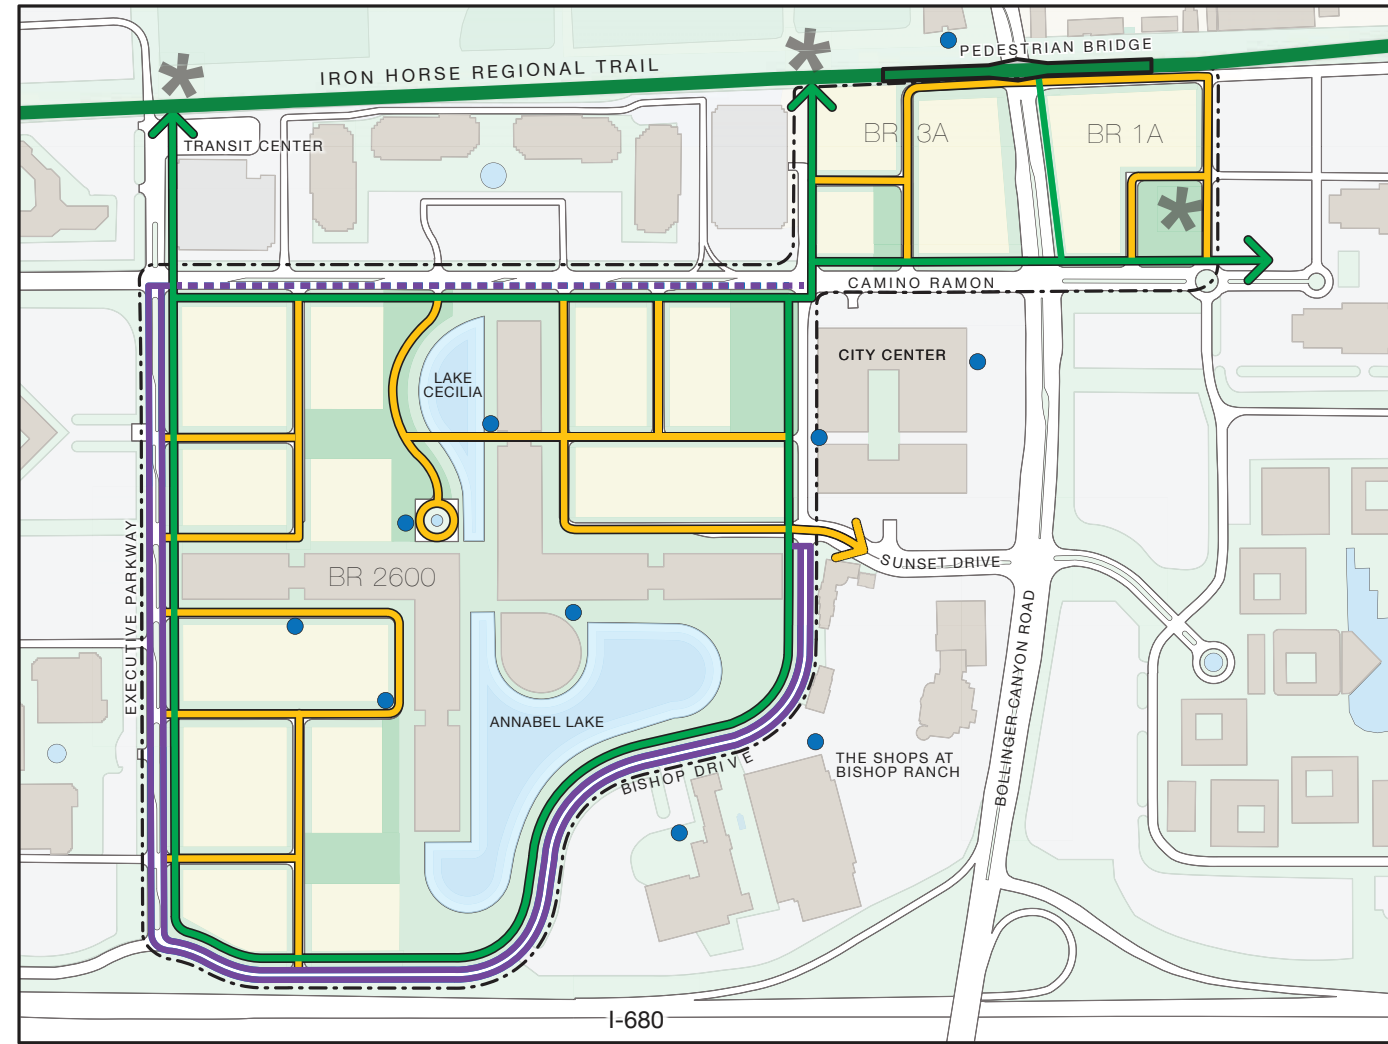 PEDESTRIAN BRIDGE
IRON HORSE REGIONAL TRAIL
TRANSIT CENTER
BR 3A
BR 1A
CAMINO RAMON
CITY CENTER
LAKE
CECILIA
SUNSET DRIVE
BR 2600
EXECUTIVE PARKWAY
BOLLINGER CANYON ROAD
ANNABEL LAKE
BISHOP DRIVE
THE SHOPS AT
BISHOP RANCH
I-680